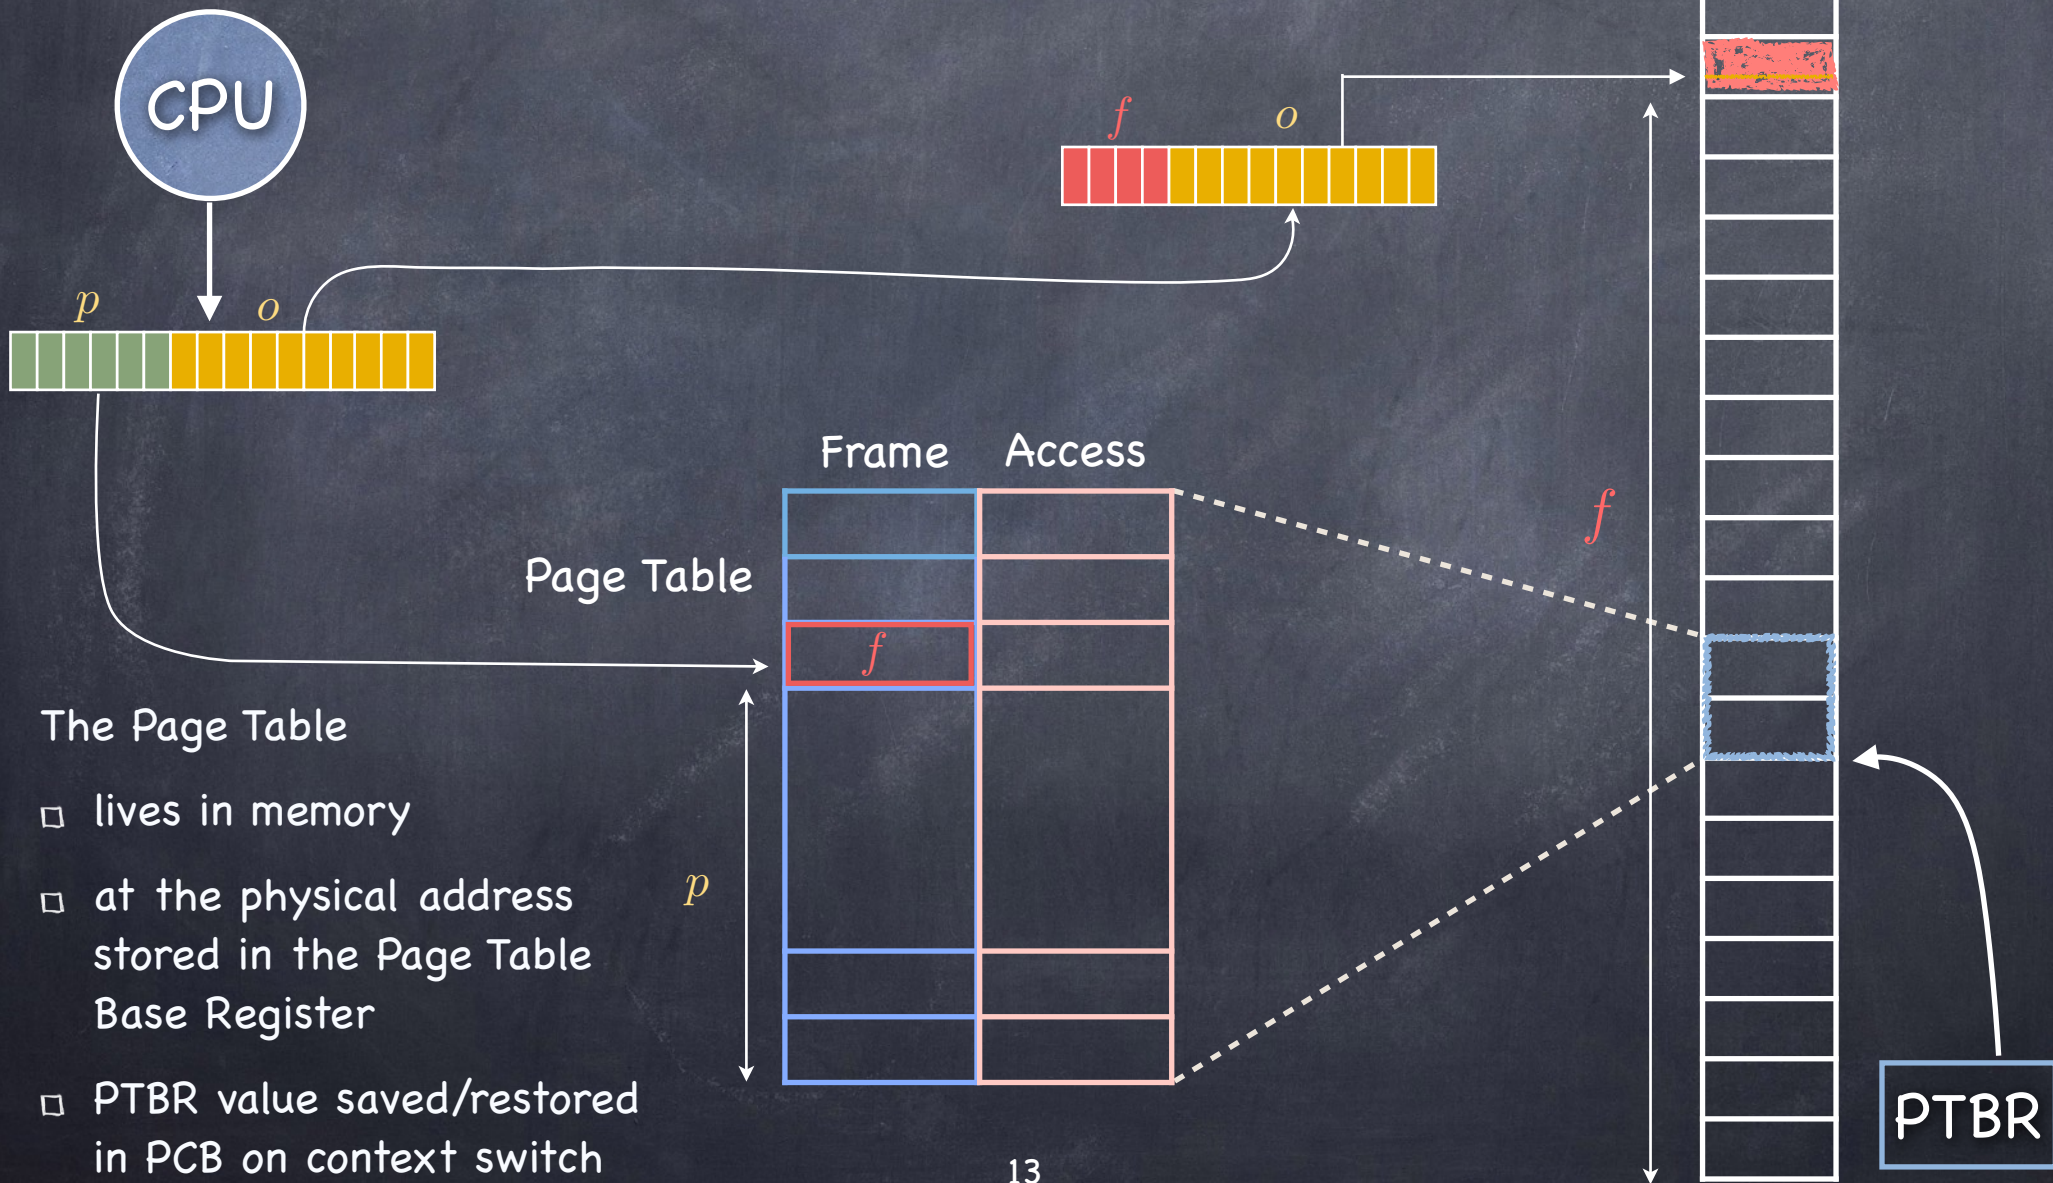 CPU
f o
p o
Frame Access
f
Page Table
f
The Page Table
lives in memory
p
at the physical address
stored in the Page Table
Base Register
PTBR value saved/restored
PTBR
in PCB on context switch
13